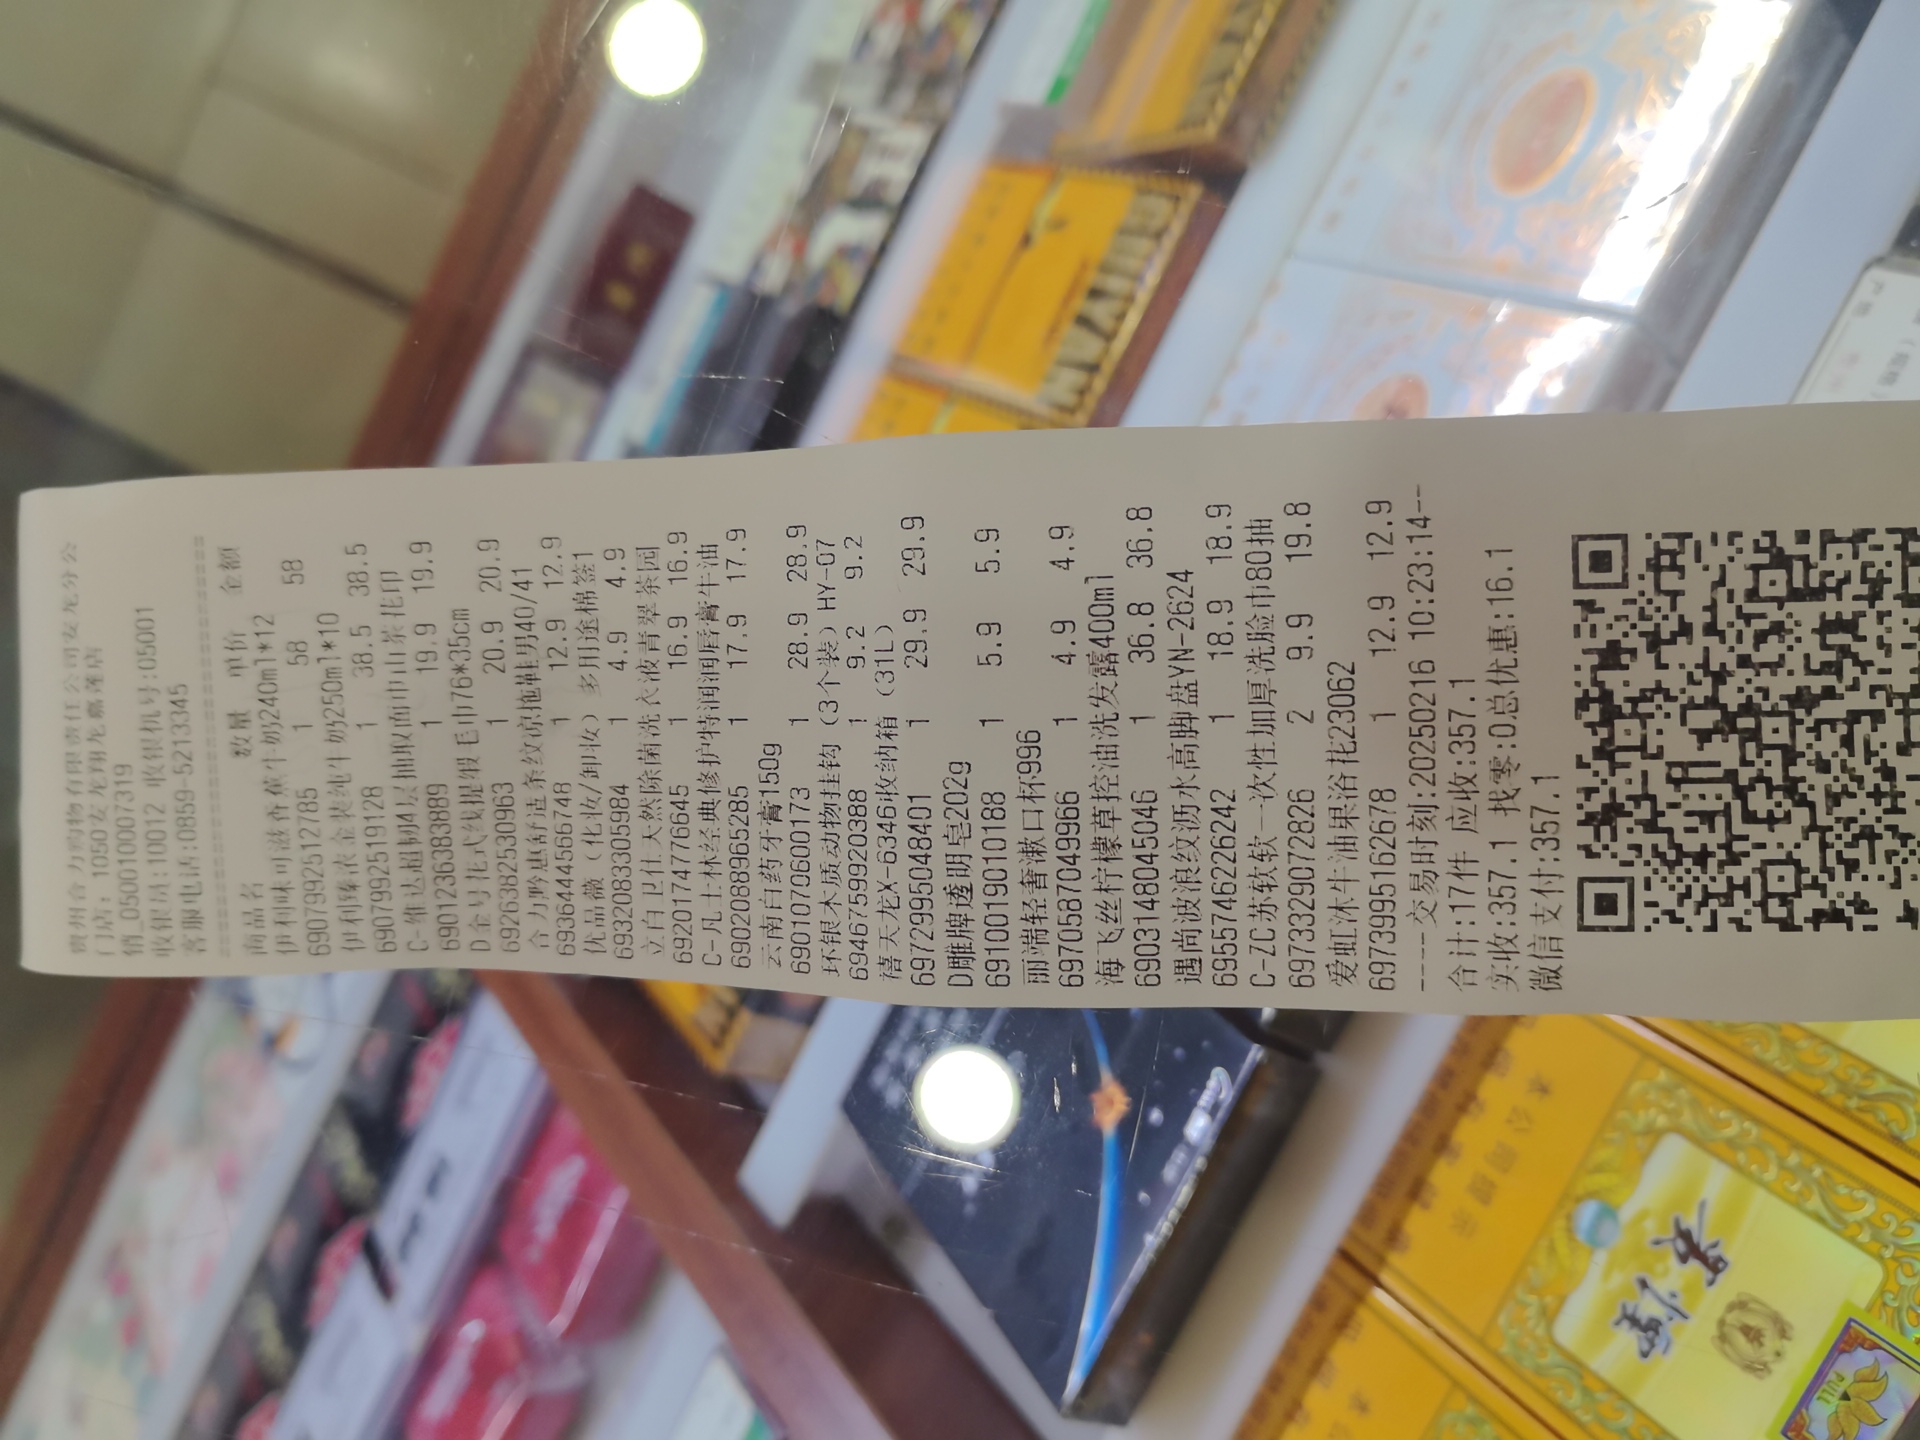 贵州合力购物有限责任公司安龙分公
门店: 1050安龙翔龙嘉莲店
销_050010007319
收银员:10012 收银机号:05001
客服电话:0859-5213345
商品名 数量 单价 金额
伊利味可滋香蕉牛奶240ml*12
6907992512785 1 58 58
伊利臻浓金装纯牛奶250ml*10
6907992519128 1 38.5 38.5
C-维达超韧4层抽取面巾山茶花印
6901236383889 1 19.9 19.9
D金号花式线提缎毛巾76*35cm
6926382530963 1 20.9 20.9
合力黔惠舒适条纹凉拖鞋男40/41
6936444566748 1 12.9 12.9
优品薇(化妆/卸妆)多用途棉签1
6932083305984 1 4.9 4.9
立白卫仕天然除菌洗衣液青翠茶园
6920174776645 1 16.9 16.9
C-凡士林经典修护特润润唇膏牛油
6902088965285 1 17.9 17.9
云南白药牙膏150g
6901070600173 1 28.9 28.9
环银木质动物挂钩(3个装)HY-07
6946759920388 1 9.2 9.2
禧天龙X-6346收纳箱(31L)
6972995048401 1 29.9 29.9
D雕牌透明皂202g
6910019010188 1 5.9 5.9
丽端轻奢漱口杯996
6970587049966 1 4.9 4.9
海飞丝柠檬草控油洗发露400ml
6903148045046 1 36.8 36.8
遇尚波浪纹沥水高脚盘YN-2624
6955746226242 1 18.9 18.9
C-ZC苏软软一次性加厚洗脸巾80抽
6973329072826 2 9.9 19.8
爱虹沐牛油果浴花23062
6973995162678 1 12.9 12.9
----交易时刻:20250216 10:23:14--
合计:17件 应收:357.1
实收:357.1 找零:0总优惠:16.1
微信支付:357.1
GUIYAN
PULL